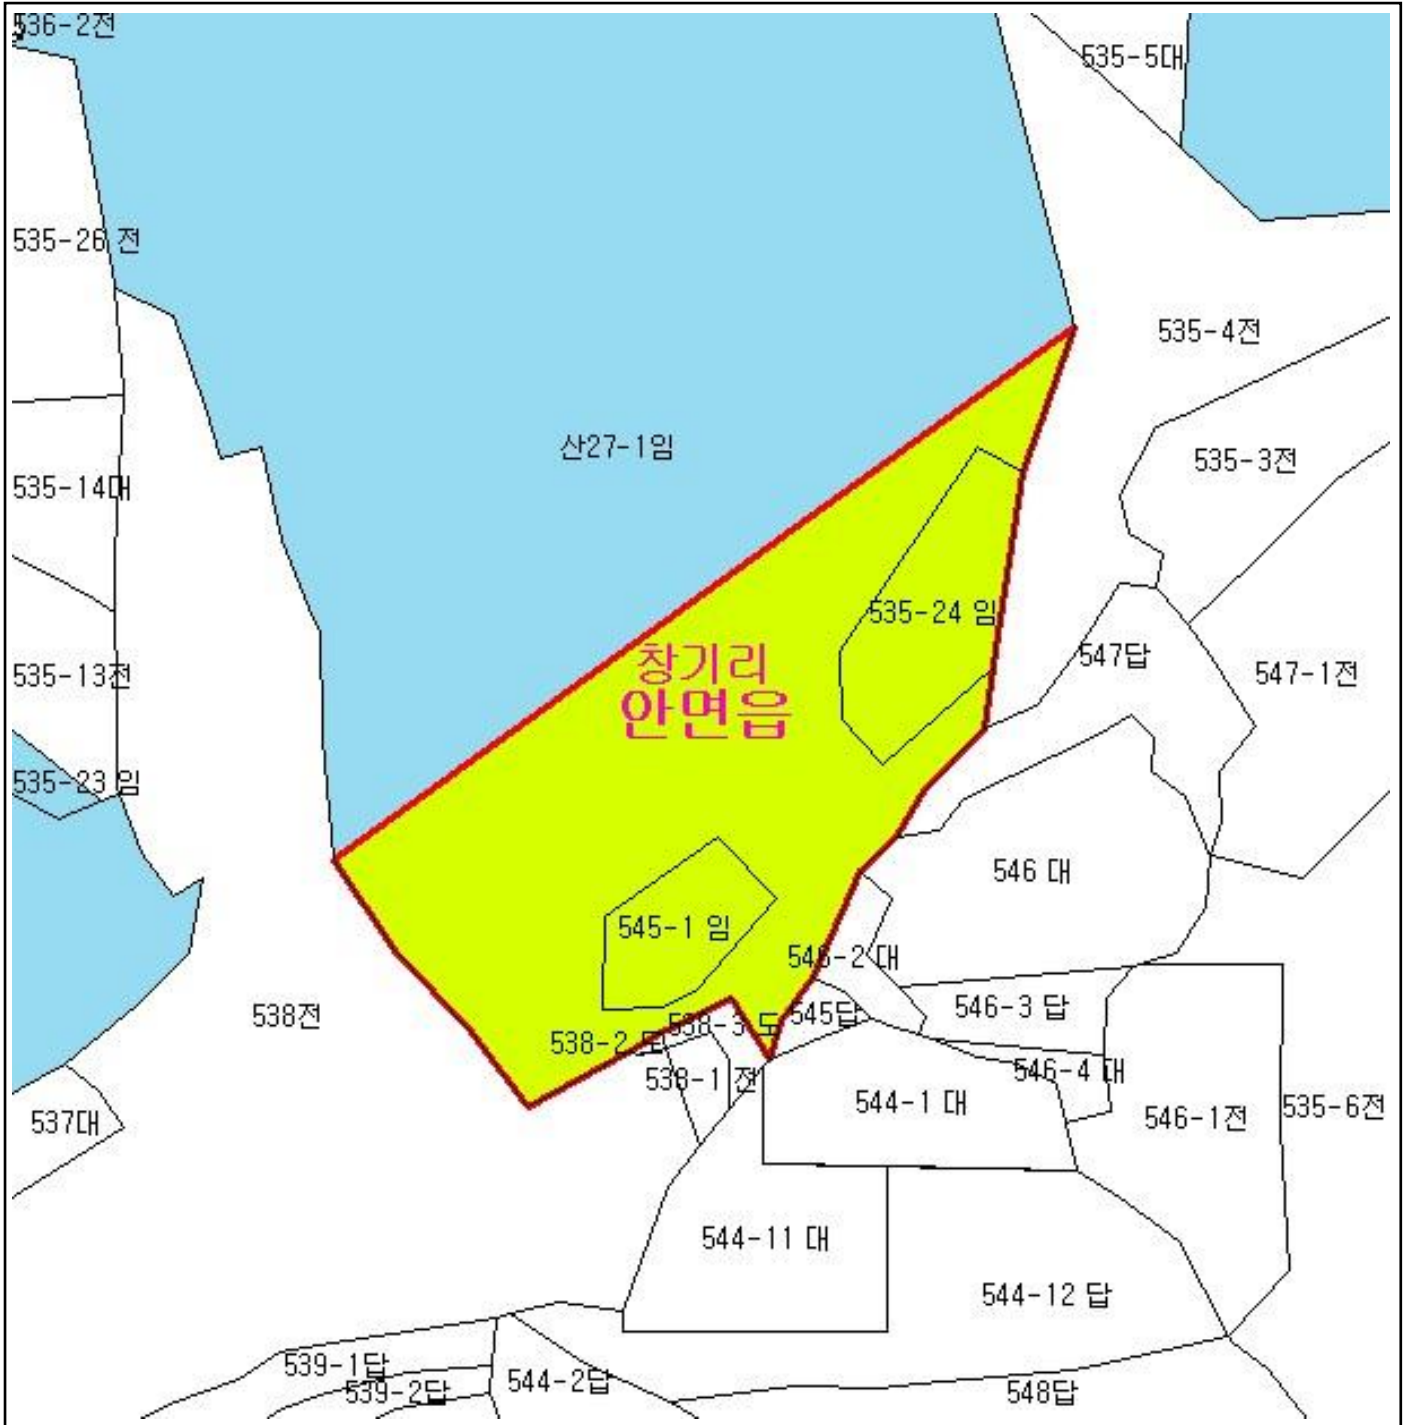 536-2전
535-5대
535-26 전
535-4전
산27-1임
535-3전
535-14대
535-24 임
547답
창기리
535-13전
547-1전
안면읍
535-23 임
546 대
545-1 임
546-2 대
546-3 답
538전
538-3 도
545답
538-2 도
546-4 대
538-1 전
544-1 대
535-6전
546-1전
537대
544-11 대
544-12 답
539-1답
544-2답
539-2답
548답